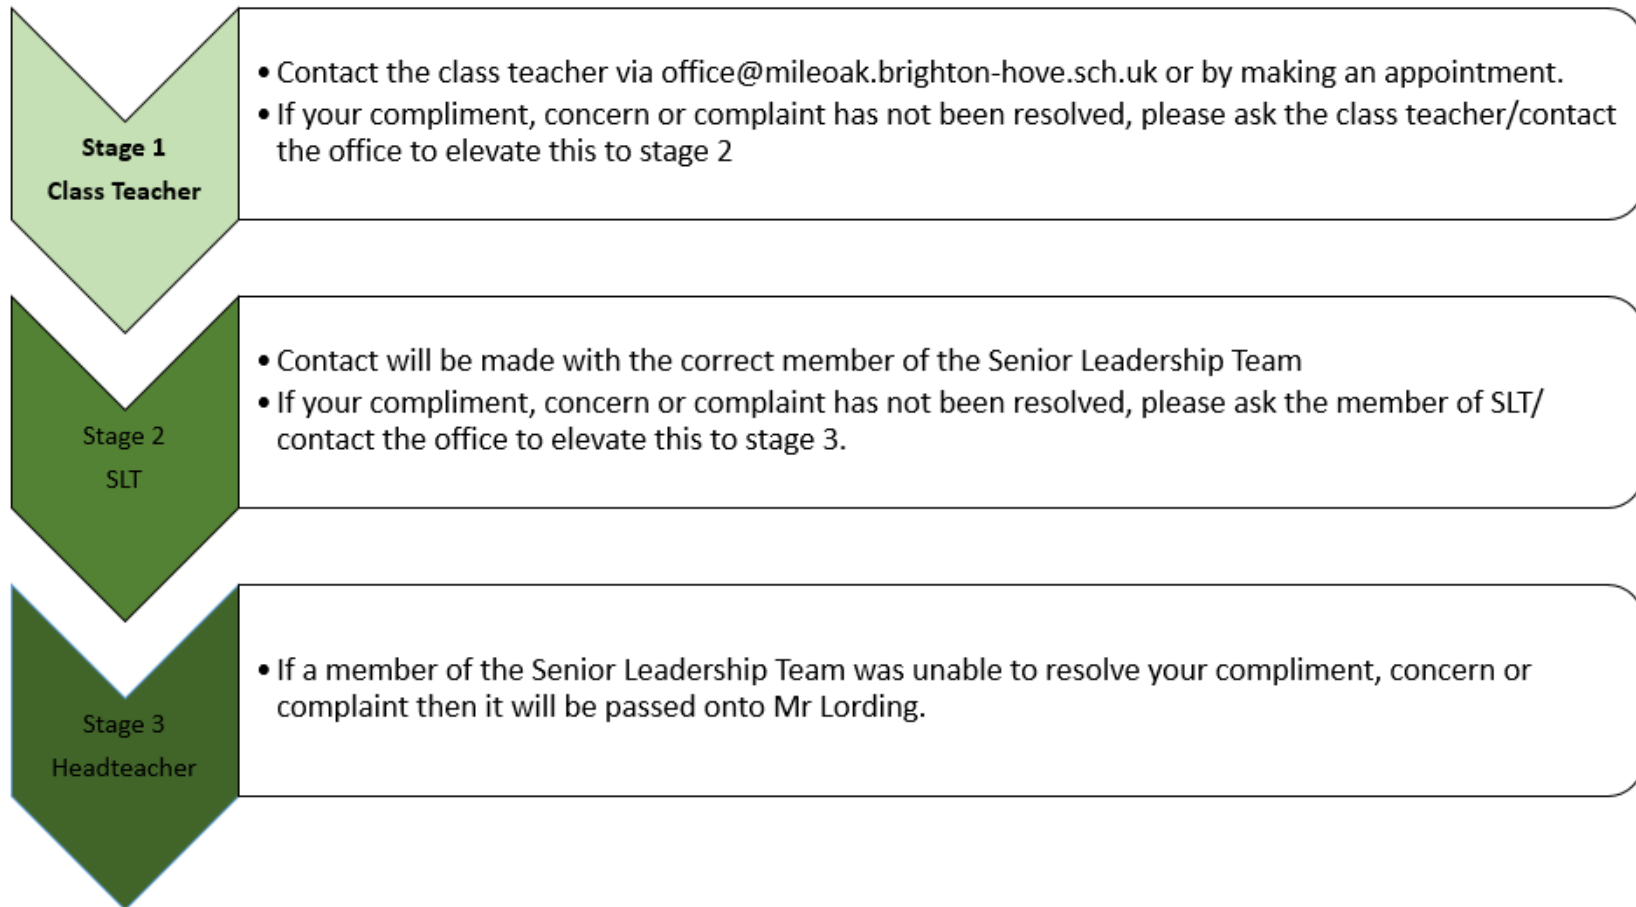 Stage 1
Class Teacher
• Contact the class teacher via office@mileoak.brighton-hove.sch.uk or by making an appointment.
• If your compliment, concern or complaint has not been resolved, please ask the class teacher/contact
the office to elevate this to stage 2
Stage 2
SLT
• Contact will be made with the correct member of the Senior Leadership Team
• If your compliment, concern or complaint has not been resolved, please ask the member of SLT/
contact the office to elevate this to stage 3.
Stage 3
Headteacher
• If a member of the Senior Leadership Team was unable to resolve your compliment, concern or
complaint then it will be passed onto Mr Lording.